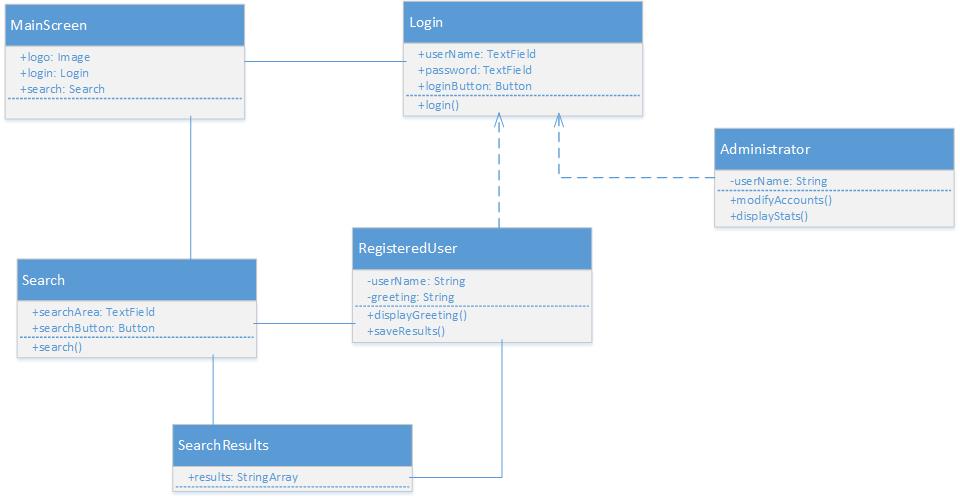 MainScreen
+logo: Image
+login: Login
+search: Search
Login
+userName: TextField
+password: TextField
+loginButton: Button
+login()
Administrator
-userName: String
+modifyAccounts()
+displayStats()
RegisteredUser
-userName: String
-greeting: String
+displayGreeting()
+saveResults()
Search
+searchArea: TextField
+searchButton: Button
+search()
SearchResults
+results: StringArray